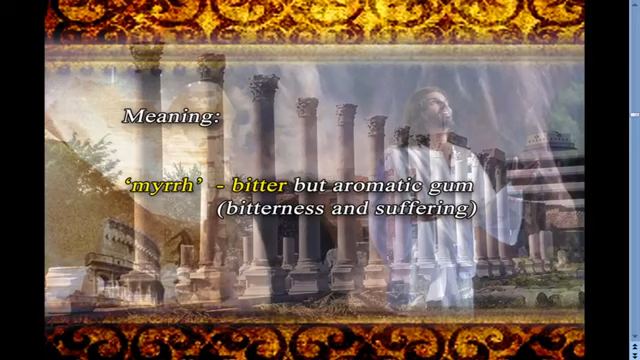 Meaning:
‘myrrh’ - bitter but aromatic gum
(bitterness and suffering)